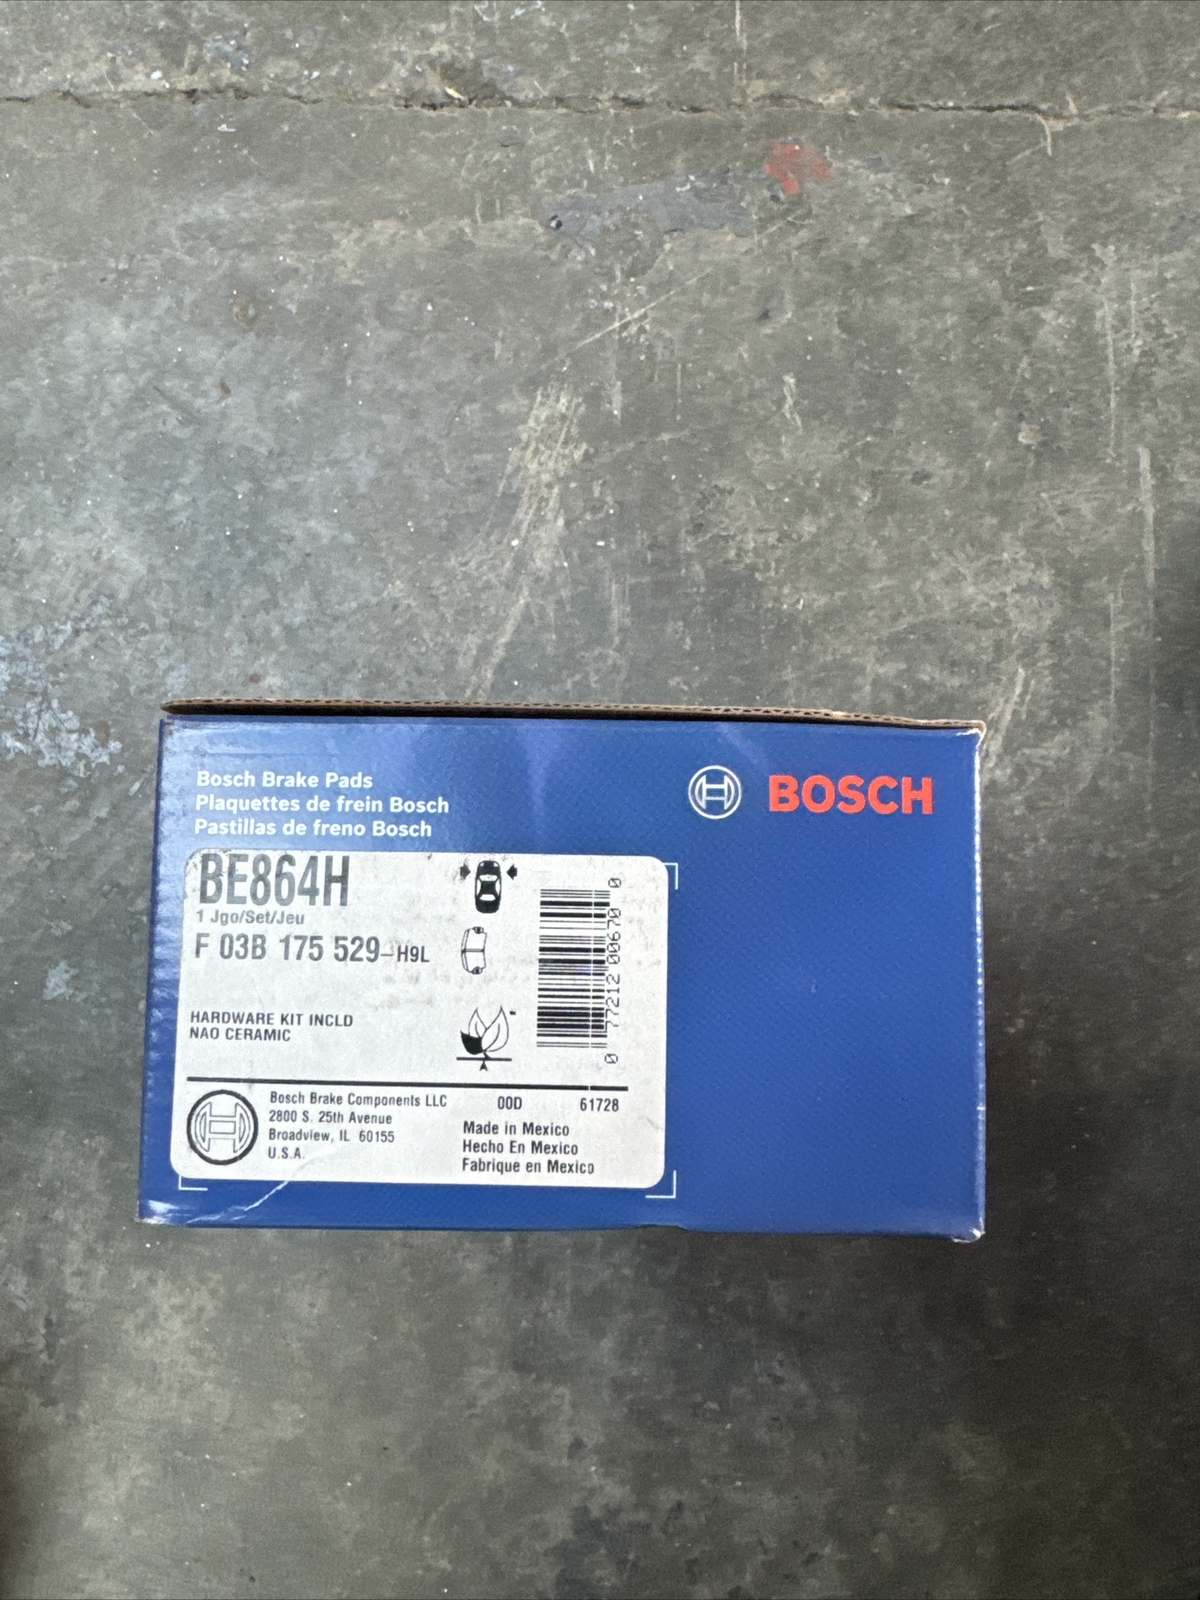 Bosch Brake Pads
Plaquettes de frein Bosch
Pastillas de freno Bosch
BOSCH
BE864H
1 Jgo/Set/Jeu
F 03B 175 529-H9L
HARDWARE KIT INCLD
NAO CERAMIC
0 77212 00670 0
A
Bosch Brake Components LLC
2800 S. 25th Avenue
Broadview, IL 60155
U.S.A.
00D 61728
Made in Mexico
Hecho En Mexico
Fabrique en Mexico